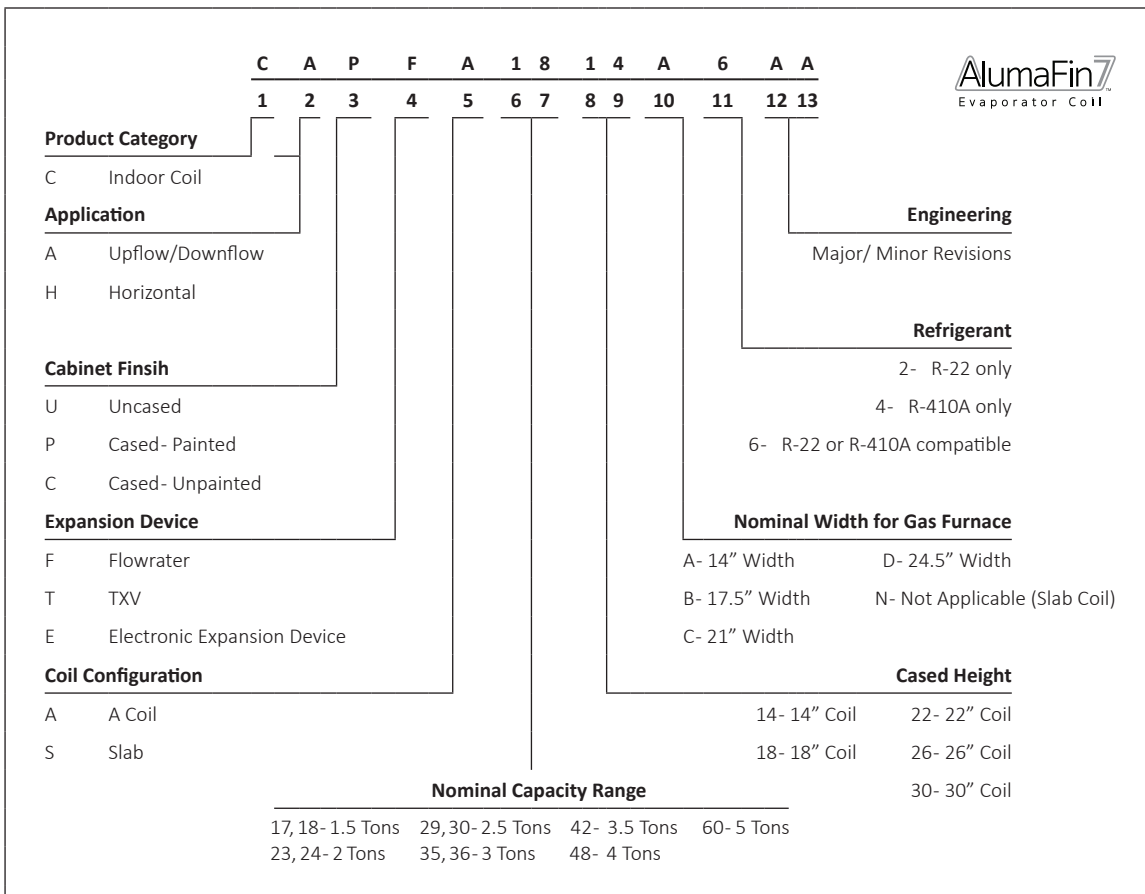 C A P F A 1 8 1 4 A 6 A A
1 2 3 4 5 6 7 8 9 10 11 12 13
AlumaFin7™
Evaporator Coil
Product Category
C Indoor Coil
Application
A Upflow/Downflow
H Horizontal
Cabinet Finsih
U Uncased
P Cased- Painted
C Cased- Unpainted
Expansion Device
F Flowrater
T TXV
E Electronic Expansion Device
Coil Configuration
A A Coil
S Slab
Nominal Capacity Range
17, 18- 1.5 Tons 29, 30- 2.5 Tons 42- 3.5 Tons 60- 5 Tons
23, 24- 2 Tons 35, 36- 3 Tons 48- 4 Tons
Engineering
Major/ Minor Revisions
Refrigerant
2- R-22 only
4- R-410A only
6- R-22 or R-410A compatible
Nominal Width for Gas Furnace
A- 14” Width D- 24.5” Width
B- 17.5” Width N- Not Applicable (Slab Coil)
C- 21” Width
Cased Height
14- 14” Coil 22- 22” Coil
18- 18” Coil 26- 26” Coil
30- 30” Coil